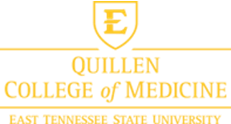 E
QUILLEN
COLLEGE of MEDICINE
EAST TENNESSEE STATE UNIVERSITY